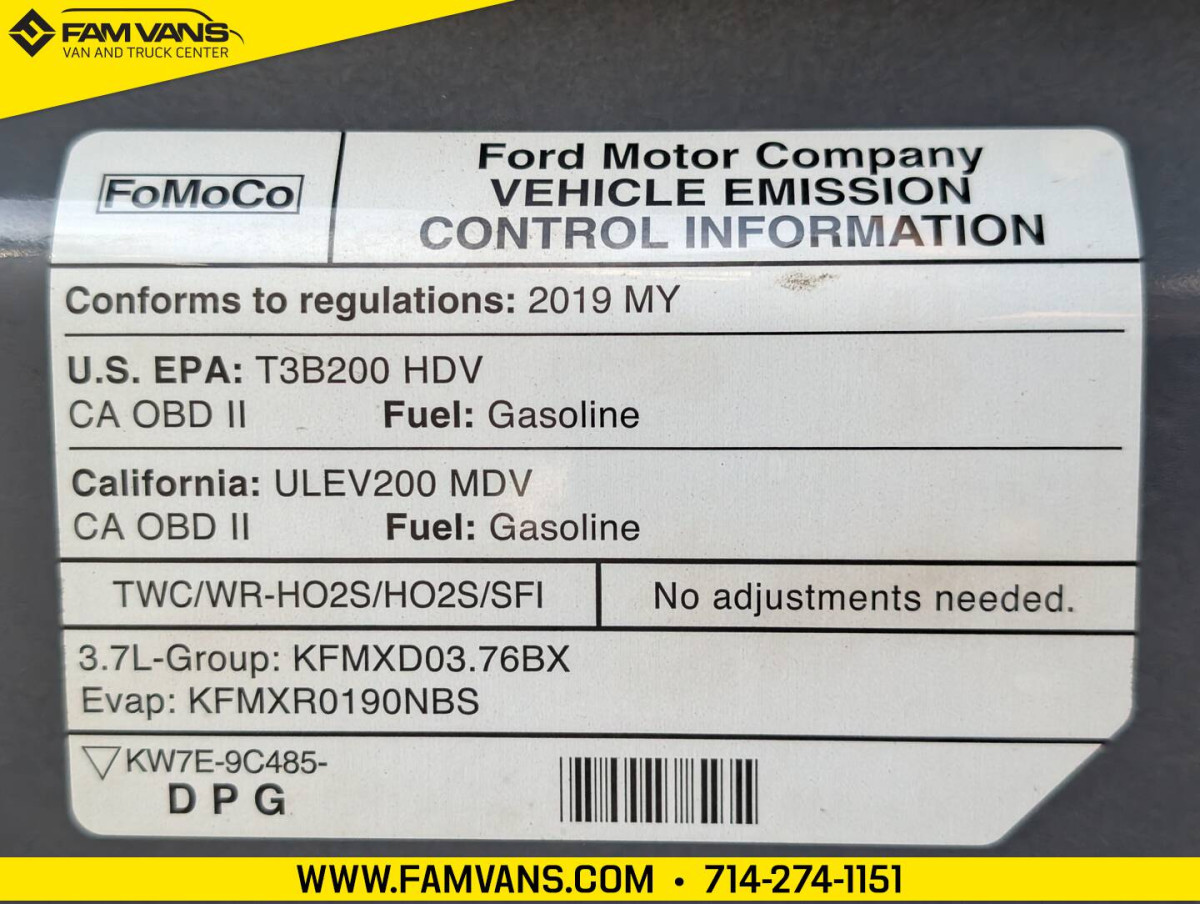 FAM VANS
VAN AND TRUCK CENTER
FoMoCo
Ford Motor Company
VEHICLE EMISSION
CONTROL INFORMATION
Conforms to regulations: 2019 MY
U.S. EPA: T3B200 HDV
CA OBD II Fuel: Gasoline
California: ULEV200 MDV
CA OBD II Fuel: Gasoline
TWC/WR-HO2S/HO2S/SFI
No adjustments needed.
3.7L-Group: KFMXD03.76BX
Evap: KFMXR0190NBS
KW7E-9C485-
D P G
WWW.FAMVANS.COM • 714-274-1151